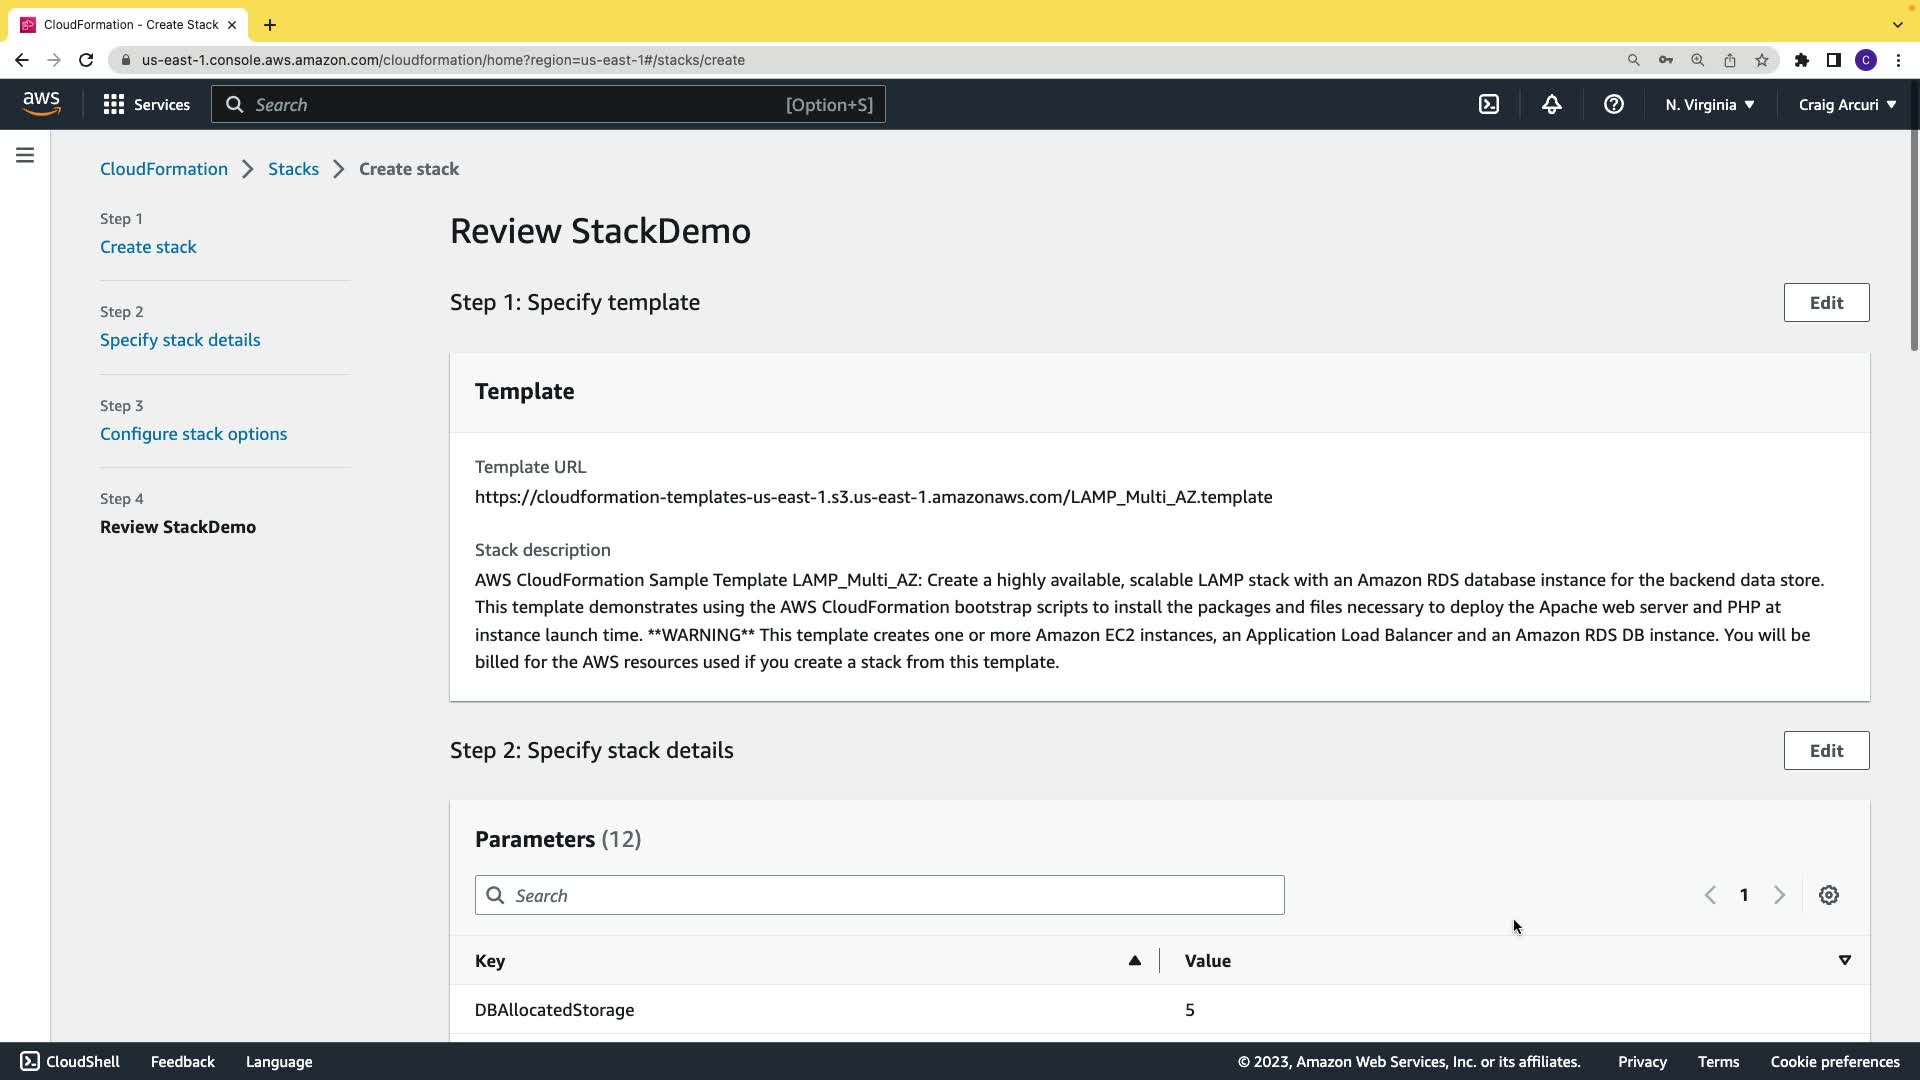 CloudFormation - Create Stack
us-east-1.console.aws.amazon.com/cloudformation/home?region=us-east-1#/stacks/create
C
aws
Services
Search
[Option+S]
N. Virginia
Craig Arcuri
CloudFormation
Stacks
Create stack
Step 1
Create stack
Step 2
Specify stack details
Step 3
Configure stack options
Step 4
Review StackDemo
Review StackDemo
Step 1: Specify template
Edit
Template
Template URL
https://cloudformation-templates-us-east-1.s3.us-east-1.amazonaws.com/LAMP_Multi_AZ.template
Stack description
AWS CloudFormation Sample Template LAMP_Multi_AZ: Create a highly available, scalable LAMP stack with an Amazon RDS database instance for the backend data store.
This template demonstrates using the AWS CloudFormation bootstrap scripts to install the packages and files necessary to deploy the Apache web server and PHP at
instance launch time. **WARNING** This template creates one or more Amazon EC2 instances, an Application Load Balancer and an Amazon RDS DB instance. You will be
billed for the AWS resources used if you create a stack from this template.
Step 2: Specify stack details
Edit
Parameters (12)
Search
1
Key
Value
DBAllocatedStorage
5
CloudShell
Feedback
Language
© 2023, Amazon Web Services, Inc. or its affiliates.
Privacy
Terms
Cookie preferences